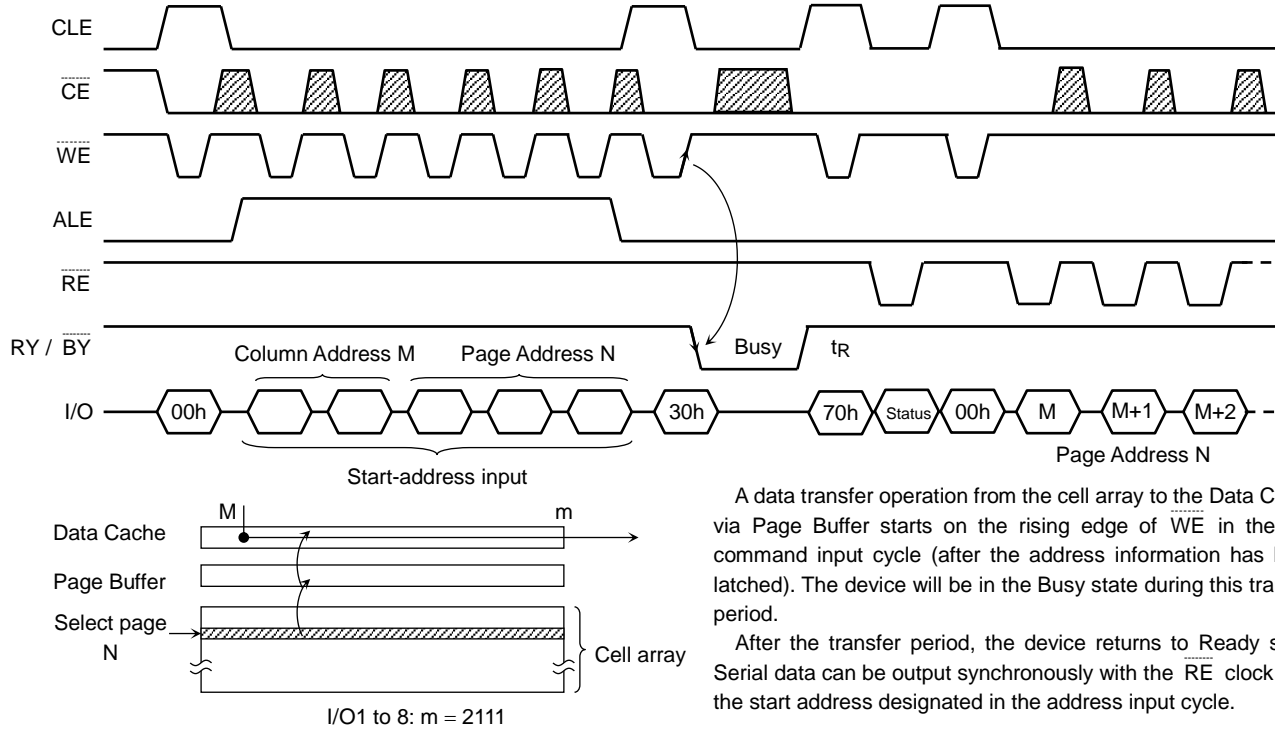 CLE
CE
WE
ALE
RE
RY / BY
Busy
tR
Column Address M
Page Address N
I/O
00h
30h
70h
Status
00h
M
M+1
M+2
Start-address input
Page Address N
M
m
Data Cache
Page Buffer
Select page
N
Cell array
I/O1 to 8: m = 2111
A data transfer operation from the cell array to the Data C
via Page Buffer starts on the rising edge of WE in the
command input cycle (after the address information has
latched). The device will be in the Busy state during this tra
period.
After the transfer period, the device returns to Ready s
Serial data can be output synchronously with the RE clock
the start address designated in the address input cycle.